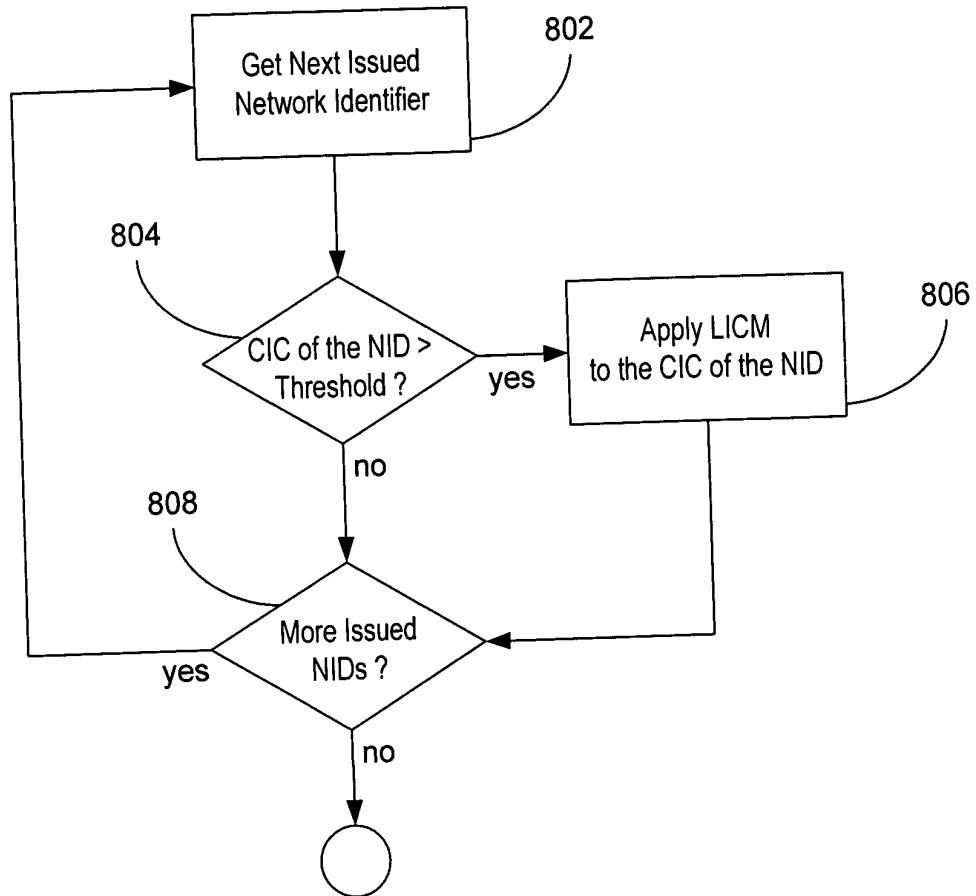 802
Get Next Issued
Network Identifier
804
CIC of the NID >
Threshold ?
yes
806
Apply LICM
to the CIC of the NID
no
808
More Issued
NIDs ?
yes
no